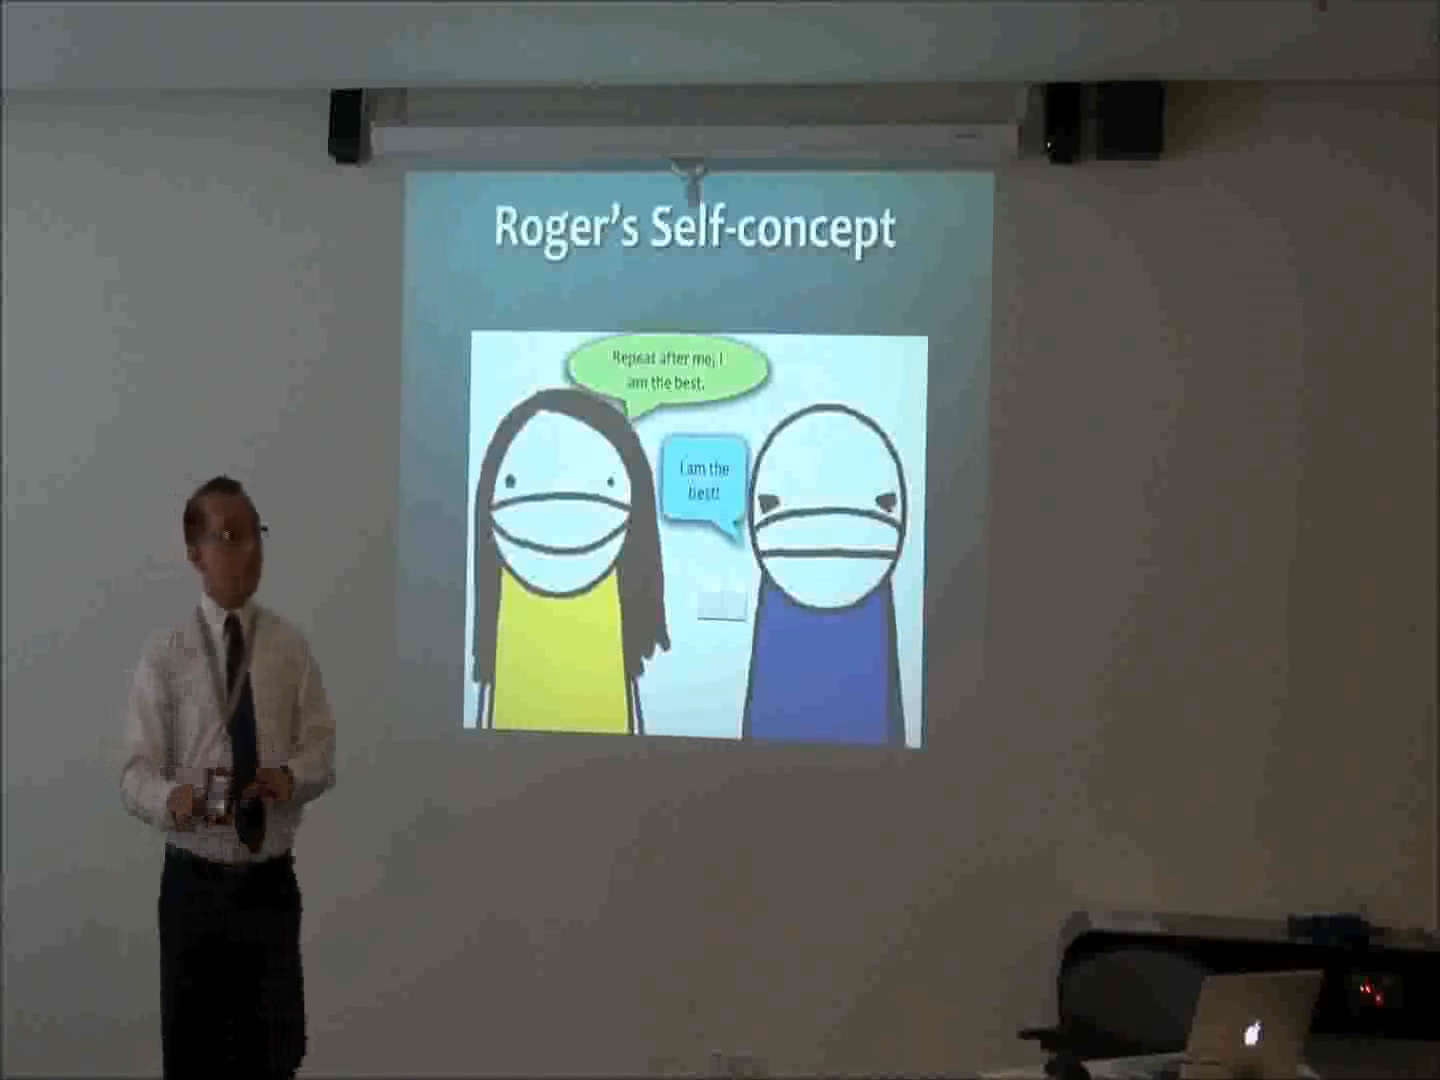 Roger's Self-concept
Repeat after me, I
am the best.
I am the
best!